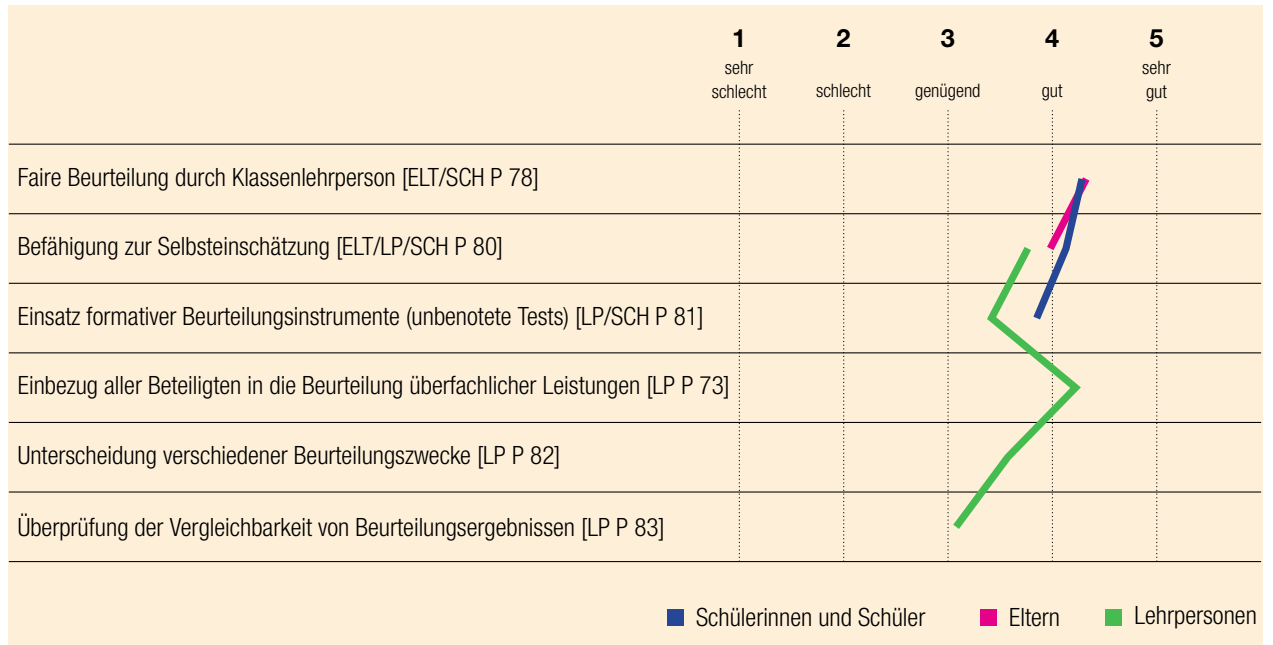 1 2 3 4 5
sehr schlecht schlecht genügend gut sehr gut
Faire Beurteilung durch Klassenlehrperson [ELT/SCH P 78]
Befähigung zur Selbsteinschätzung [ELT/LP/SCH P 80]
Einsatz formativer Beurteilungsinstrumente (unbenotete Tests) [LP/SCH P 81]
Einbezug aller Beteiligten in die Beurteilung überfachlicher Leistungen [LP P 73]
Unterscheidung verschiedener Beurteilungszwecke [LP P 82]
Überprüfung der Vergleichbarkeit von Beurteilungsergebnissen [LP P 83]
Schülerinnen und Schüler Eltern Lehrpersonen